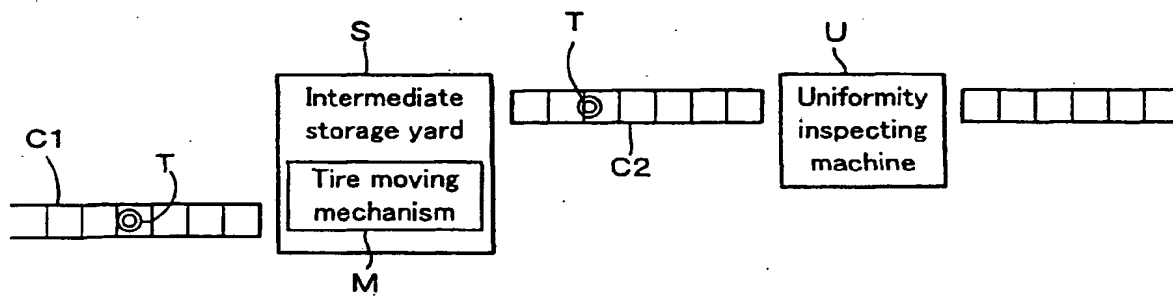 S
T
U
Intermediate
storage yard
Uniformity
inspecting
machine
C1
T
C2
Tire moving
mechanism
M